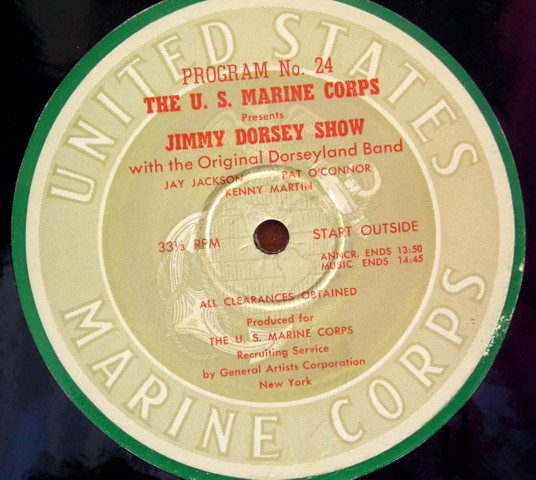 UNITED STATES
MARINE CORPS
PROGRAM No. 24
THE U. S. MARINE CORPS
Presents
JIMMY DORSEY SHOW
with the Original Dorseyland Band
JAY JACKSON PAT O'CONNOR
KENNY MARTIN
33⅓ RPM START OUTSIDE
ANNCR. ENDS 13:50
MUSIC ENDS 14:45
ALL CLEARANCES OBTAINED
Produced for
THE U. S. MARINE CORPS
Recruiting Service
by General Artists Corporation
New York